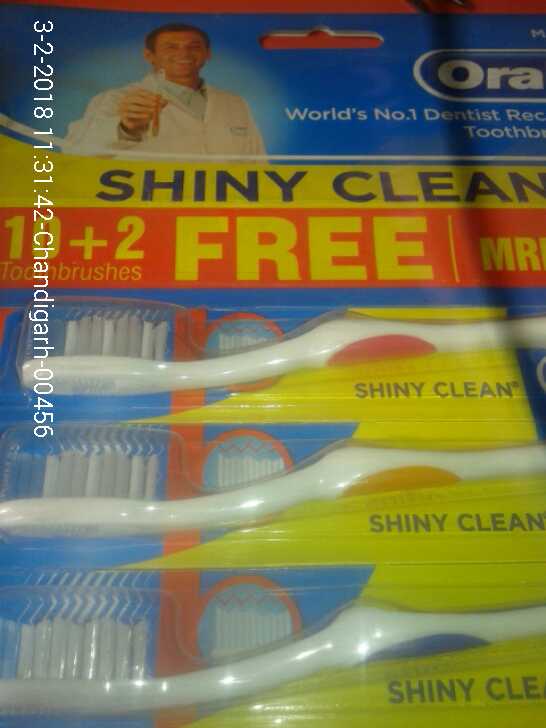 3-2-2018 11:31:42-Chandigarh-00456
Ora
World's No.1 Dentist Rec
Toothbr
SHINY CLEAN
10+2
Toothbrushes
FREE
MRP
SHINY CLEAN®
SHINY CLEAN
SHINY CLEA